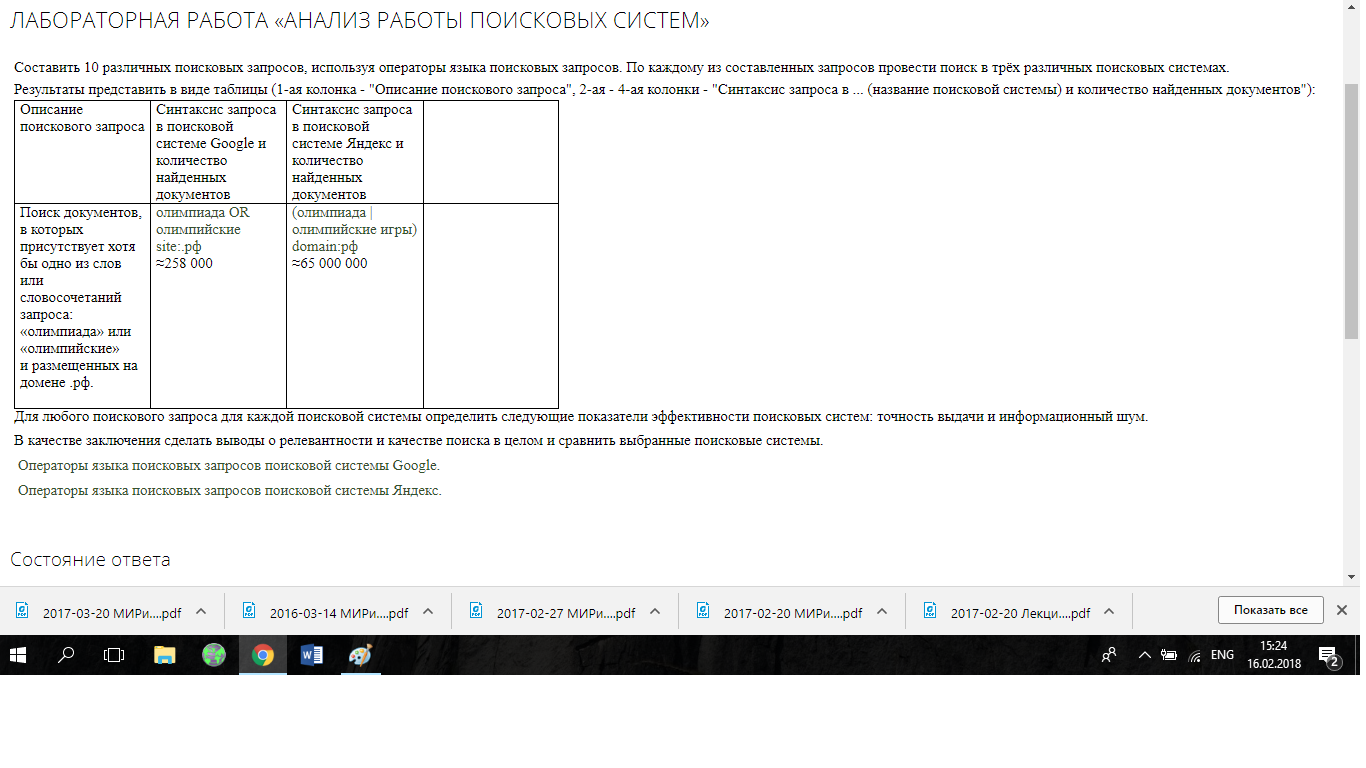 ЛАБОРАТОРНАЯ РАБОТА «АНАЛИЗ РАБОТЫ ПОИСКОВЫХ СИСТЕМ»
Составить 10 различных поисковых запросов, используя операторы языка поисковых запросов. По каждому из составленных запросов провести поиск в трёх различных поисковых системах.
Результаты представить в виде таблицы (1-ая колонка - "Описание поискового запроса", 2-ая - 4-ая колонки - "Синтаксис запроса в ... (название поисковой системы) и количество найденных документов"):
Описание
поискового запроса
Синтаксис запроса
в поисковой
системе Google и
количество
найденных
документов
Синтаксис запроса
в поисковой
системе Яндекс и
количество
найденных
документов
Поиск документов,
в которых
присутствует хотя
бы одно из слов
или
словосочетаний
запроса:
«олимпиада» или
«олимпийские»
и размещенных на
домене .рф.
олимпиада OR
олимпийские
site:.рф
≈258 000
(олимпиада |
олимпийские игры)
domain:рф
≈65 000 000
Для любого поискового запроса для каждой поисковой системы определить следующие показатели эффективности поисковых систем: точность выдачи и информационный шум.
В качестве заключения сделать выводы о релевантности и качестве поиска в целом и сравнить выбранные поисковые системы.
Операторы языка поисковых запросов поисковой системы Google.
Операторы языка поисковых запросов поисковой системы Яндекс.
Состояние ответа
2017-03-20 МИРи....pdf
2016-03-14 МИРи....pdf
2017-02-27 МИРи....pdf
2017-02-20 МИРи....pdf
2017-02-20 Лекци....pdf
Показать все
ENG
15:24
16.02.2018
2